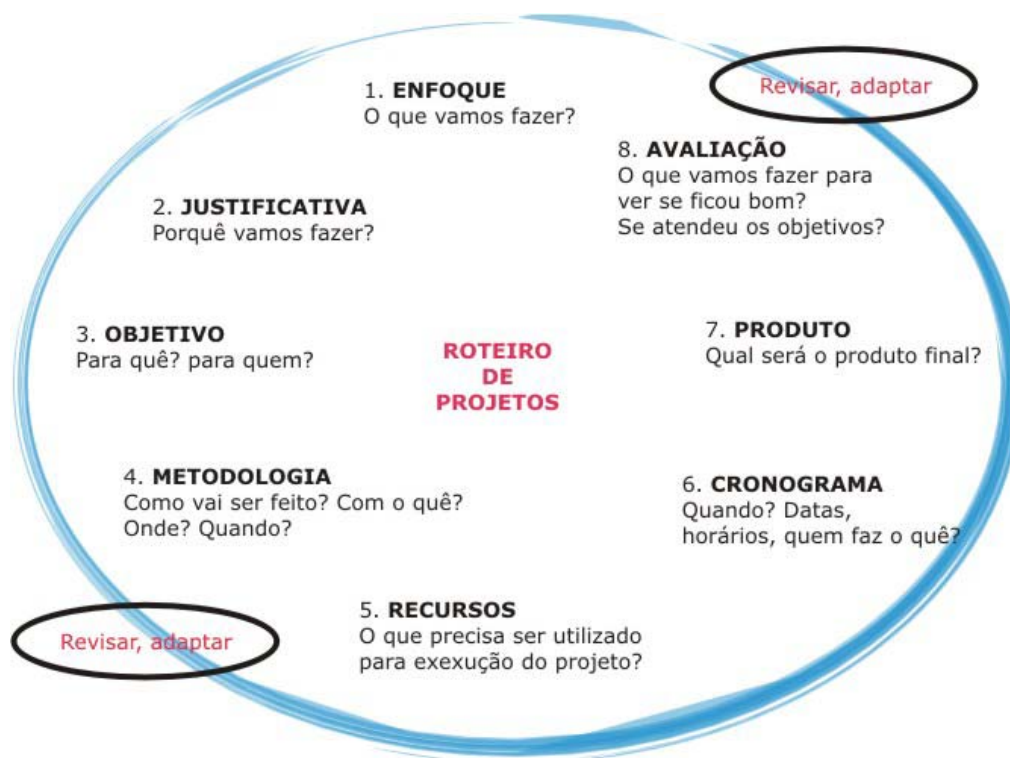 1. ENFOQUE
O que vamos fazer?
2. JUSTIFICATIVA
Porquê vamos fazer?
3. OBJETIVO
Para quê? para quem?
4. METODOLOGIA
Como vai ser feito? Com o quê?
Onde? Quando?
Revisar, adaptar
5. RECURSOS
O que precisa ser utilizado
para exexução do projeto?
6. CRONOGRAMA
Quando? Datas,
horários, quem faz o quê?
7. PRODUTO
Qual será o produto final?
8. AVALIAÇÃO
O que vamos fazer para
ver se ficou bom?
Se atendeu os objetivos?
Revisar, adaptar
ROTEIRO
DE
PROJETOS